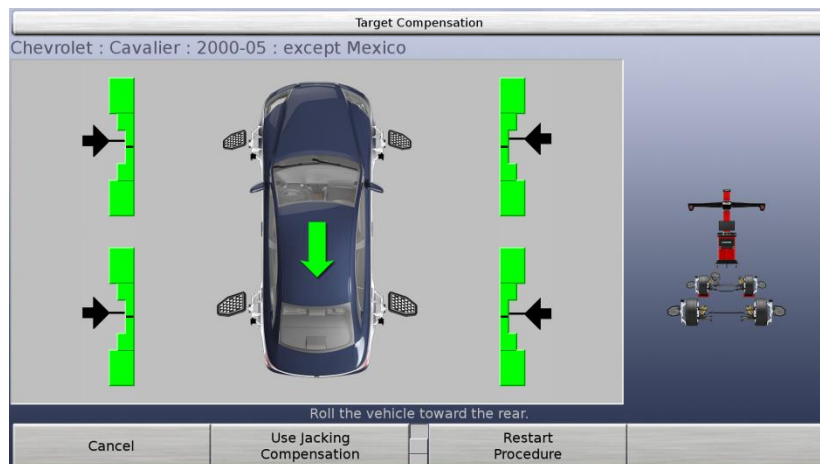 Target Compensation
Chevrolet : Cavalier : 2000-05 : except Mexico
Roll the vehicle toward the rear.
Cancel
Use Jacking
Compensation
Restart
Procedure